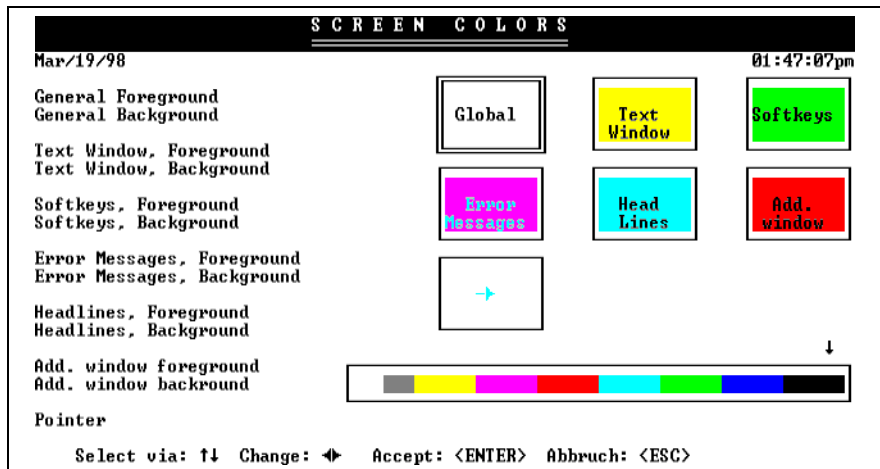 SCREEN COLORS
Mar/19/98 01:47:07pm
General Foreground
General Background
Global
Text
Window
Softkeys
Text Window, Foreground
Text Window, Background
Softkeys, Foreground
Softkeys, Background
Error
Messages
Head
Lines
Add.
window
Error Messages, Foreground
Error Messages, Background
Headlines, Foreground
Headlines, Background
Add. window foreground
Add. window backround
Pointer
Select via: ↑↓ Change: ◄► Accept: <ENTER> Abbruch: <ESC>